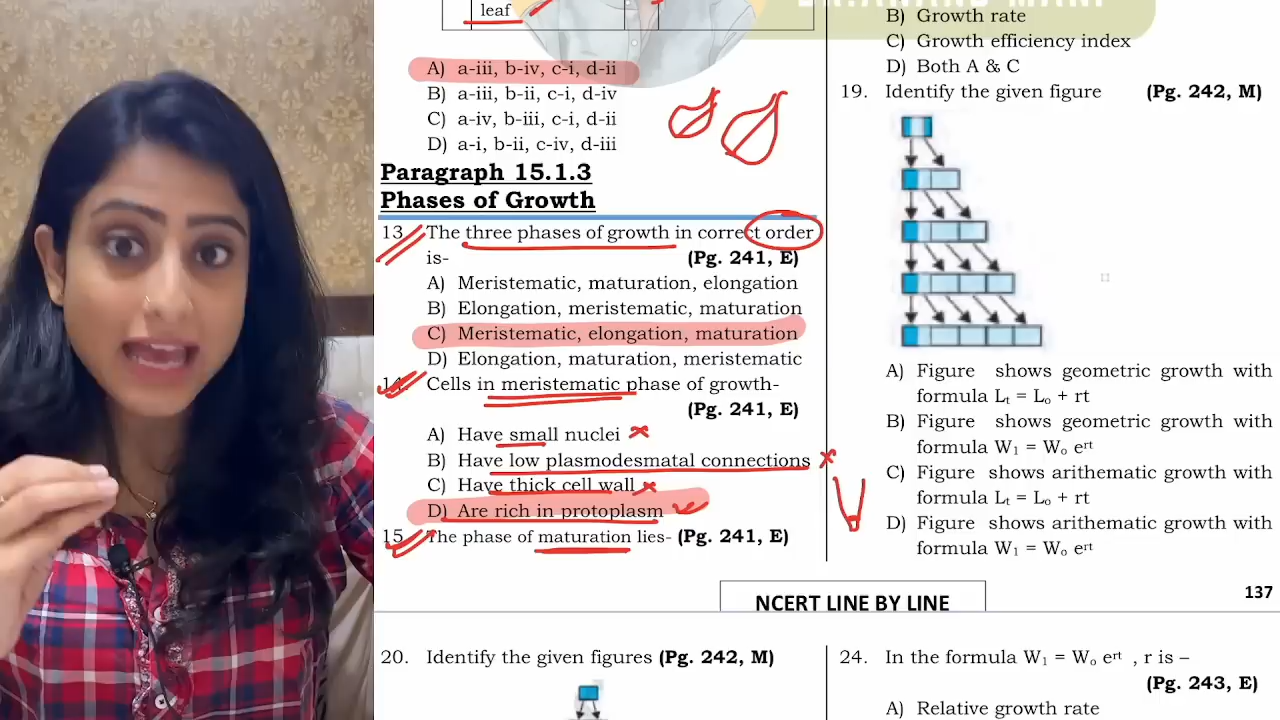 leaf
A) a-iii, b-iv, c-i, d-ii
B) a-iii, b-ii, c-i, d-iv
C) a-iv, b-iii, c-i, d-ii
D) a-i, b-ii, c-iv, d-iii
Paragraph 15.1.3
Phases of Growth
13. The three phases of growth in correct order
is- (Pg. 241, E)
A) Meristematic, maturation, elongation
B) Elongation, meristematic, maturation
C) Meristematic, elongation, maturation
D) Elongation, maturation, meristematic
14. Cells in meristematic phase of growth-
(Pg. 241, E)
A) Have small nuclei
B) Have low plasmodesmatal connections
C) Have thick cell wall
D) Are rich in protoplasm
15. The phase of maturation lies- (Pg. 241, E)
B) Growth rate
C) Growth efficiency index
D) Both A & C
19. Identify the given figure (Pg. 242, M)
A) Figure shows geometric growth with
formula Lₜ = Lₒ + rt
B) Figure shows geometric growth with
formula W₁ = Wₒ eʳᵗ
C) Figure shows arithmatic growth with
formula Lₜ = Lₒ + rt
D) Figure shows arithmatic growth with
formula W₁ = Wₒ eʳᵗ
137
NCERT LINE BY LINE
20. Identify the given figures (Pg. 242, M)
24. In the formula W₁ = Wₒ eʳᵗ , r is –
(Pg. 243, E)
A) Relative growth rate